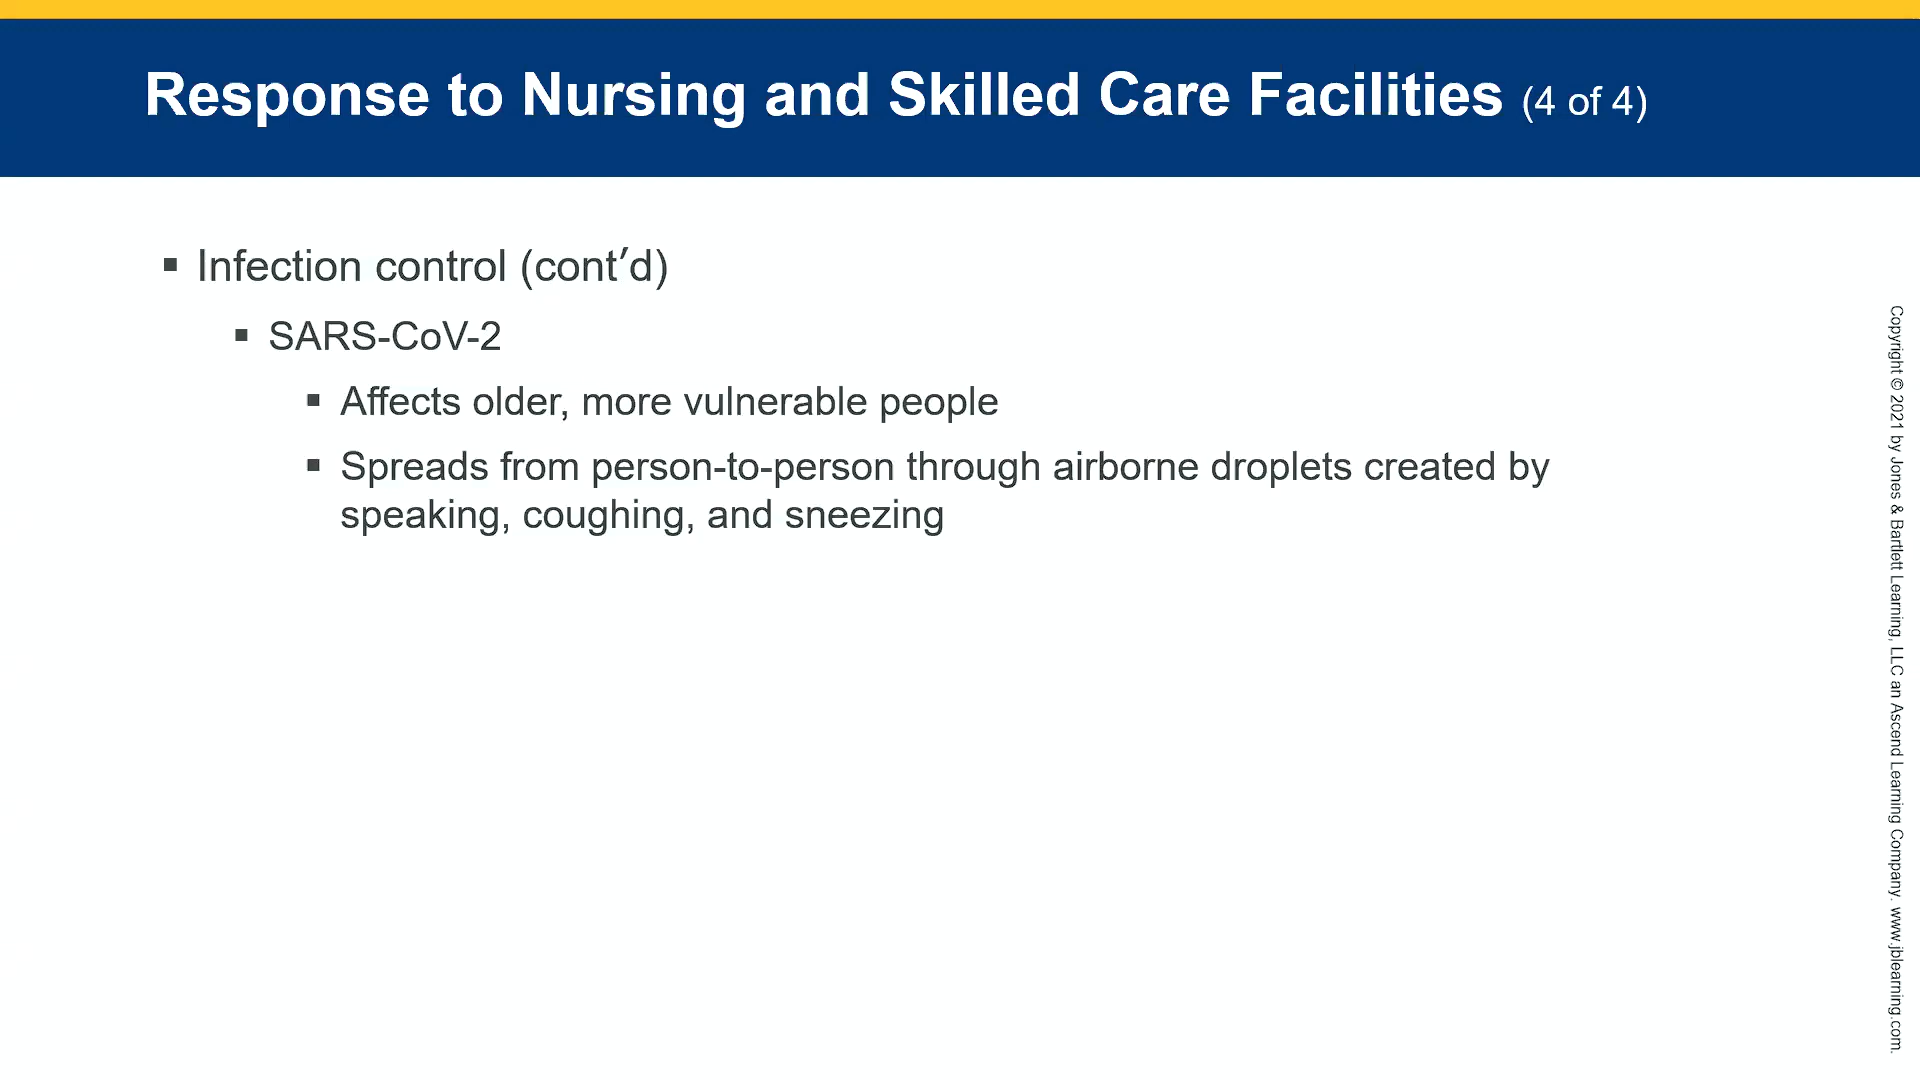 Response to Nursing and Skilled Care Facilities (4 of 4)
▪ Infection control (cont’d)
▪ SARS-CoV-2
▪ Affects older, more vulnerable people
▪ Spreads from person-to-person through airborne droplets created by
speaking, coughing, and sneezing
Copyright © 2021 by Jones & Bartlett Learning, LLC an Ascend Learning Company. www.jblearning.com.